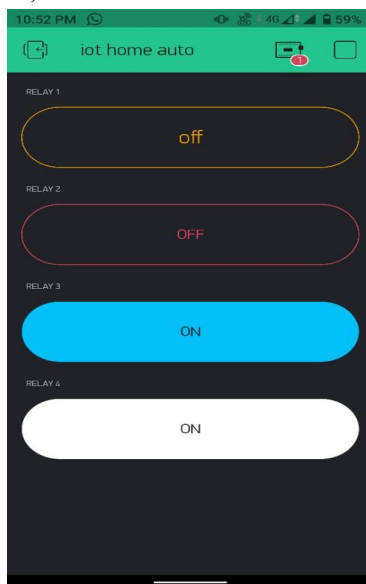 10:52 PM 4G 59%
iot home auto
1
RELAY 1
off
RELAY 2
OFF
RELAY 3
ON
RELAY 4
ON